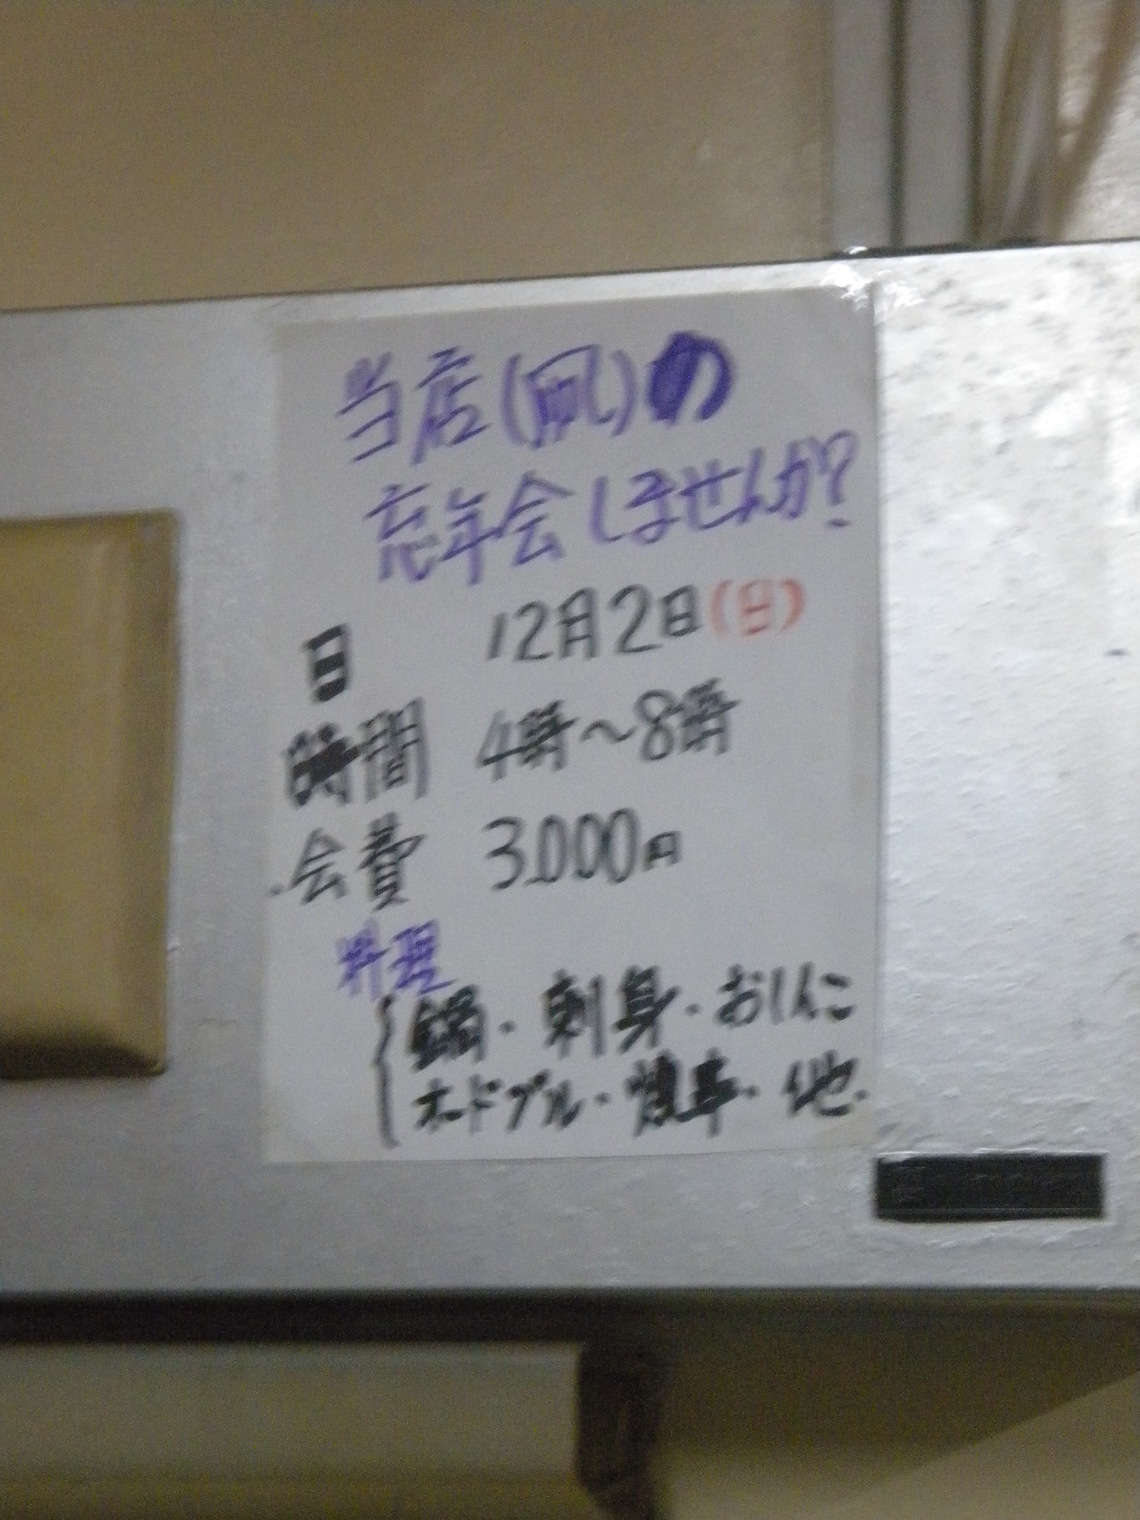 当店(凧)の
忘年会しませんか?
日 12月2日(日)
時間 4時～8時
会費 3.000円
料理
鍋・刺身・おしんこ
オードブル・焼・他.